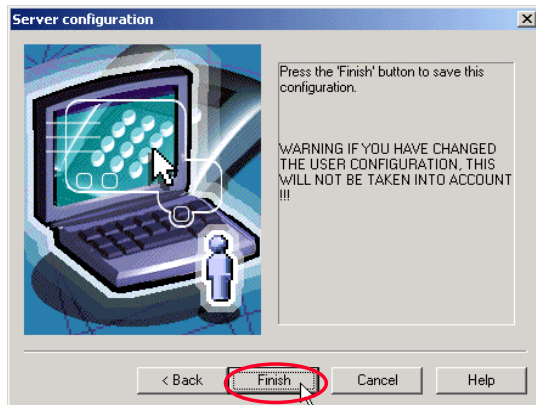 Server configuration
Press the 'Finish' button to save this
configuration.
WARNING IF YOU HAVE CHANGED
THE USER CONFIGURATION, THIS
WILL NOT BE TAKEN INTO ACCOUNT
!!!
< Back
Finish
Cancel
Help